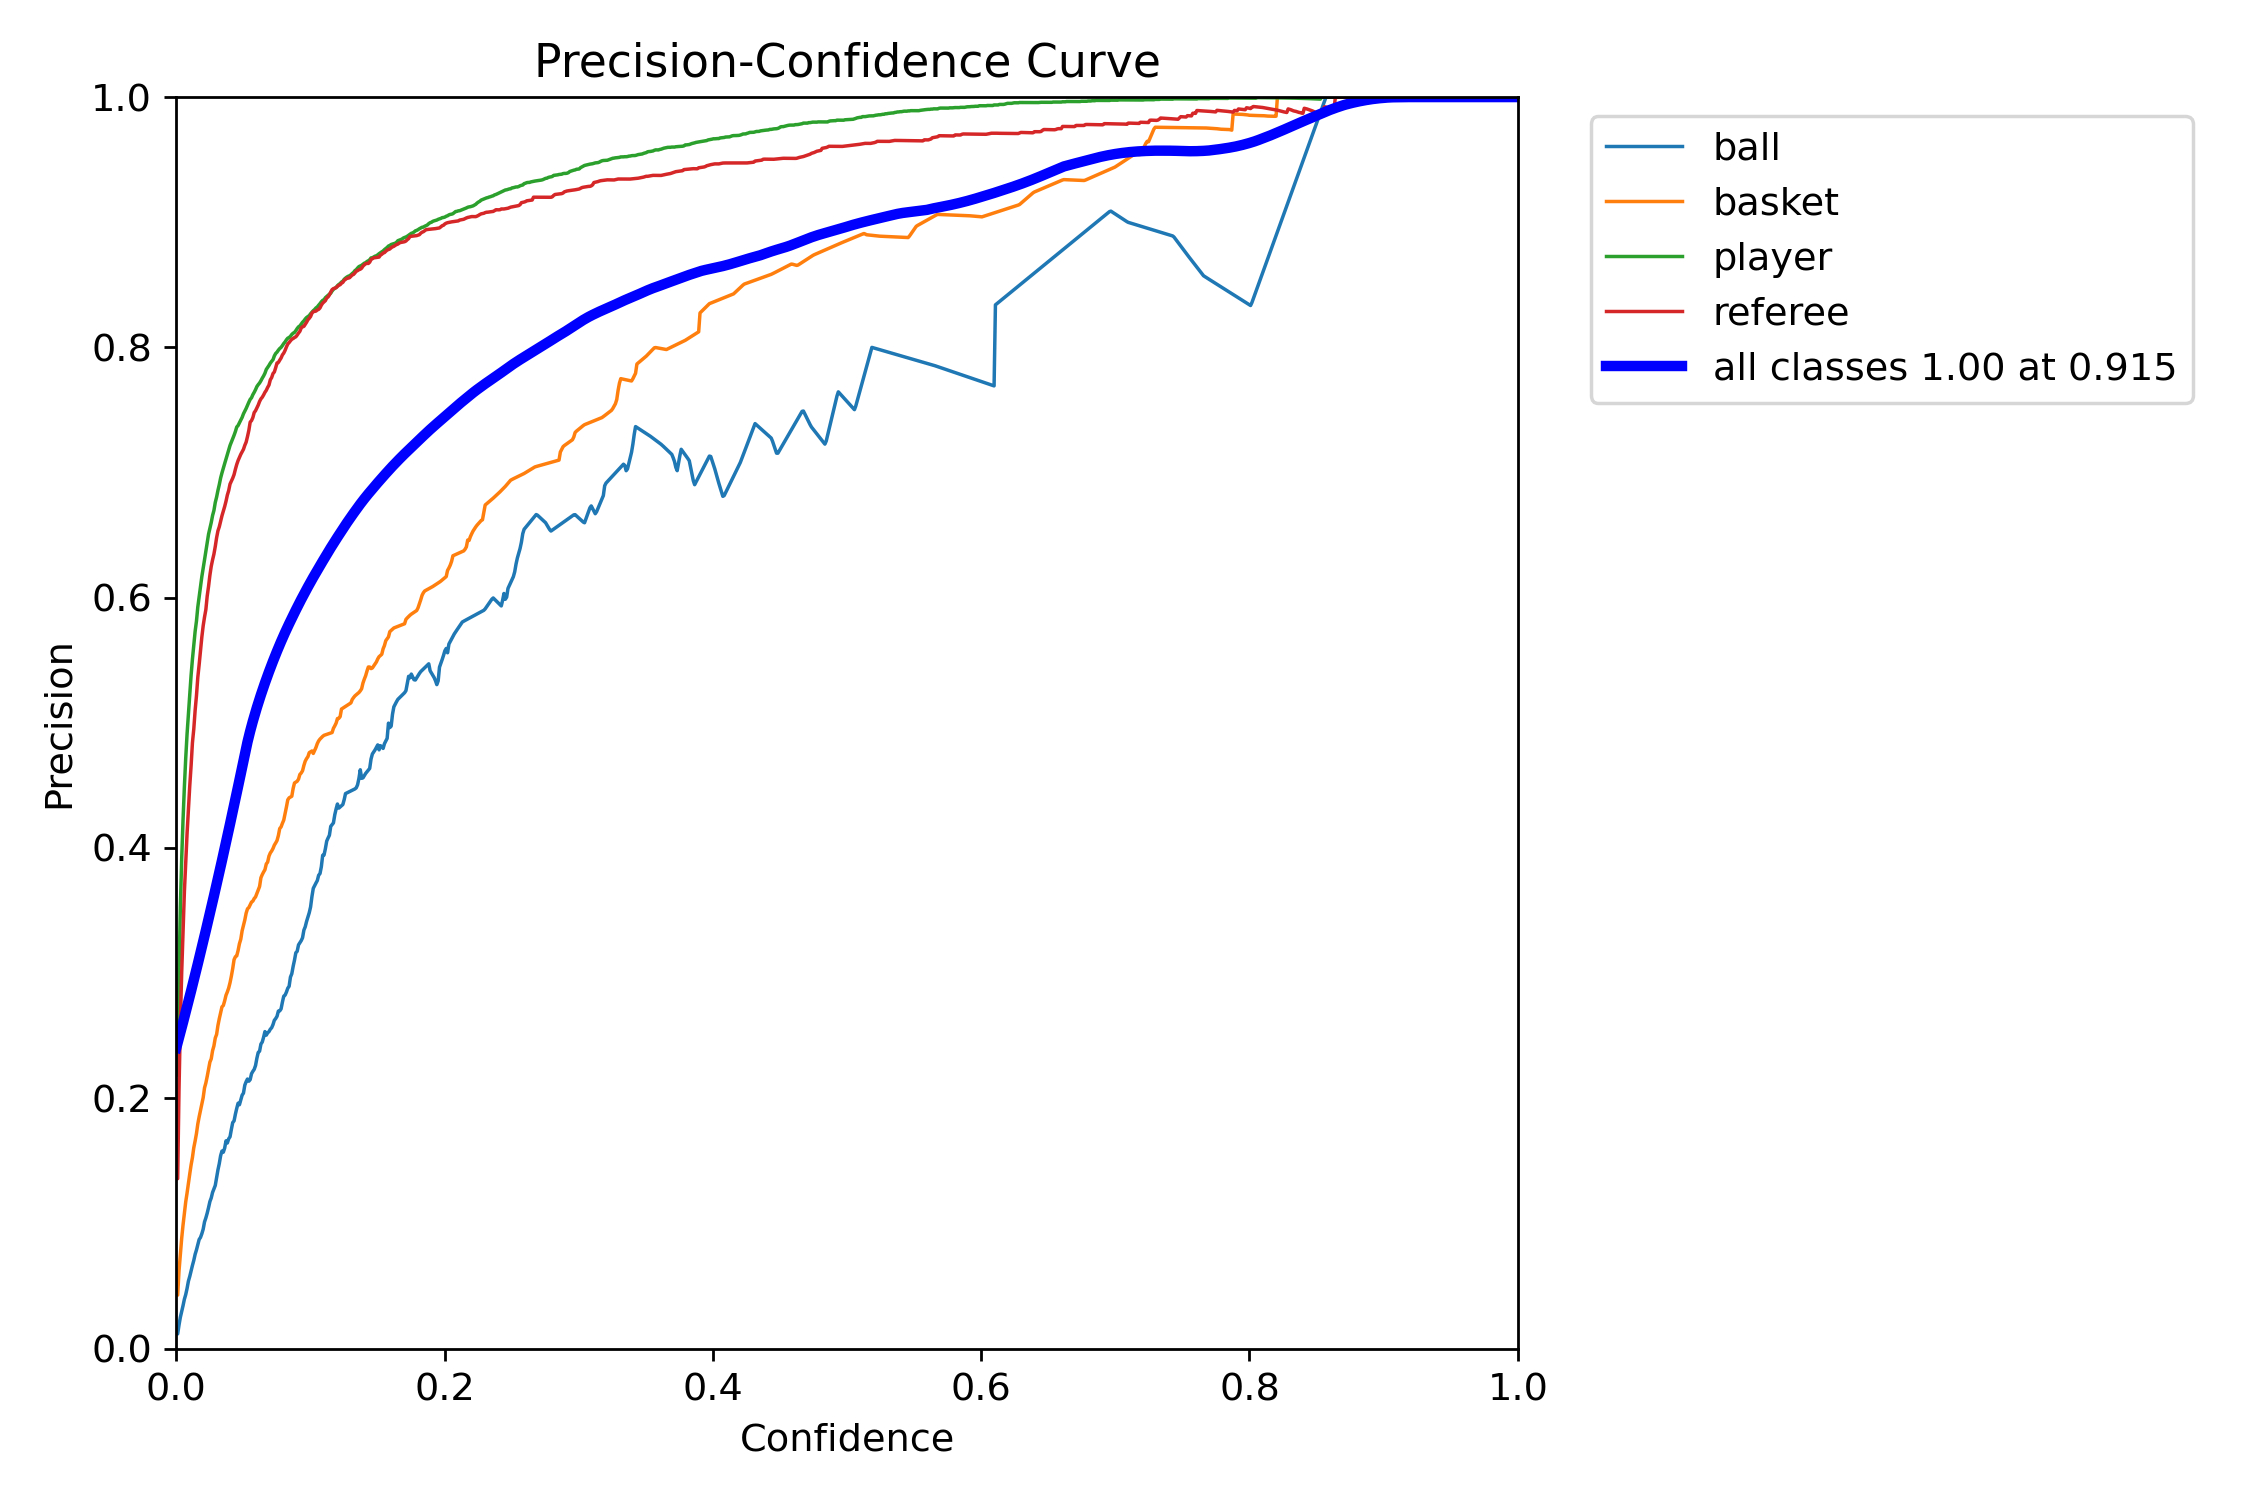 Precision-Confidence Curve
1.0
0.8
0.6
0.4
0.2
0.0
Precision
0.0 0.2 0.4 0.6 0.8 1.0
Confidence
ball
basket
player
referee
all classes 1.00 at 0.915